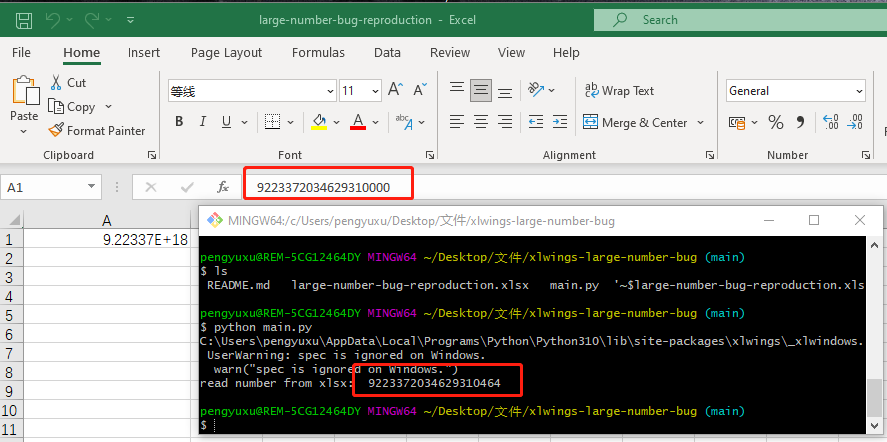 large-number-bug-reproduction - Excel
Search
File Home Insert Page Layout Formulas Data Review View Help
Paste
Cut
Copy
Format Painter
Clipboard
等线 11
B I U
Font
Wrap Text
Merge & Center
Alignment
General
Number
A1 fx 9223372034629310000
A
1 9.22337E+18
2
3
4
5
6
7
8
9
10
11
MINGW64:/c/Users/pengyuxu/Desktop/文件/xlwings-large-number-bug
pengyuxu@REM-5CG12464DY MINGW64 ~/Desktop/文件/xlwings-large-number-bug (main)
$ ls
README.md large-number-bug-reproduction.xlsx main.py '~$large-number-bug-reproduction.xls
pengyuxu@REM-5CG12464DY MINGW64 ~/Desktop/文件/xlwings-large-number-bug (main)
$ python main.py
C:\Users\pengyuxu\AppData\Local\Programs\Python\Python310\lib\site-packages\xlwings\_xlwindows.
UserWarning: spec is ignored on Windows.
warn("spec is ignored on Windows.")
read number from xlsx: 9223372034629310464
pengyuxu@REM-5CG12464DY MINGW64 ~/Desktop/文件/xlwings-large-number-bug (main)
$